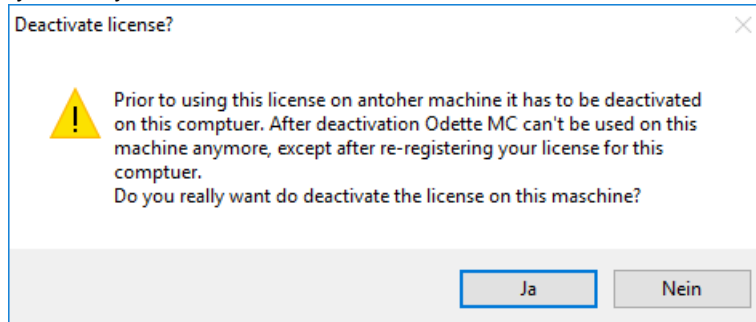 Deactivate license?
Prior to using this license on antoher machine it has to be deactivated
on this comptuer. After deactivation Odette MC can't be used on this
machine anymore, except after re-registering your license for this
comptuer.
Do you really want do deactivate the license on this maschine?
Ja
Nein